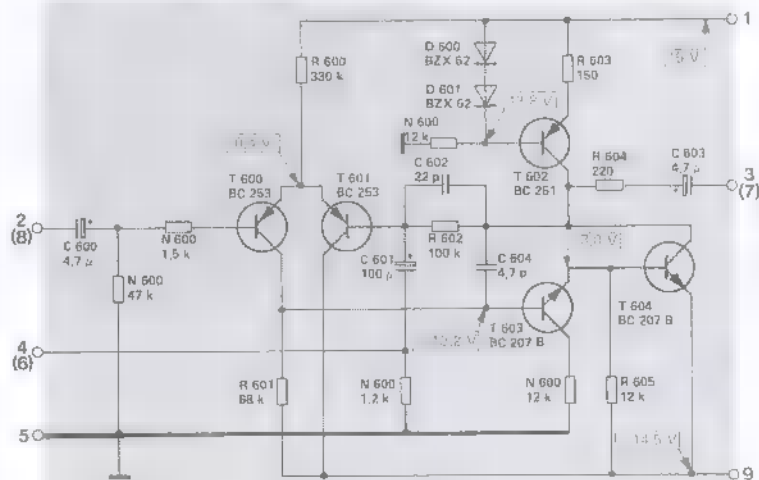 1
R 600
330 k
D 600
BZX 62
R 603
150
15 V
D 601
BZX 62
N 600
12 k
T 600
BC 253
T 601
BC 253
C 602
22 p
T 602
BC 261
R 604
220
C 603
4,7 µ
3
(7)
2
(8)
C 600
4,7 µ
N 600
1,5 k
N 600
47 k
C 601
100 µ
R 602
100 k
C 604
4,7 p
T 603
BC 207 B
T 604
BC 207 B
4
(6)
R 601
68 k
N 600
1,2 k
N 600
12 k
R 605
12 k
5
14,5 V
9